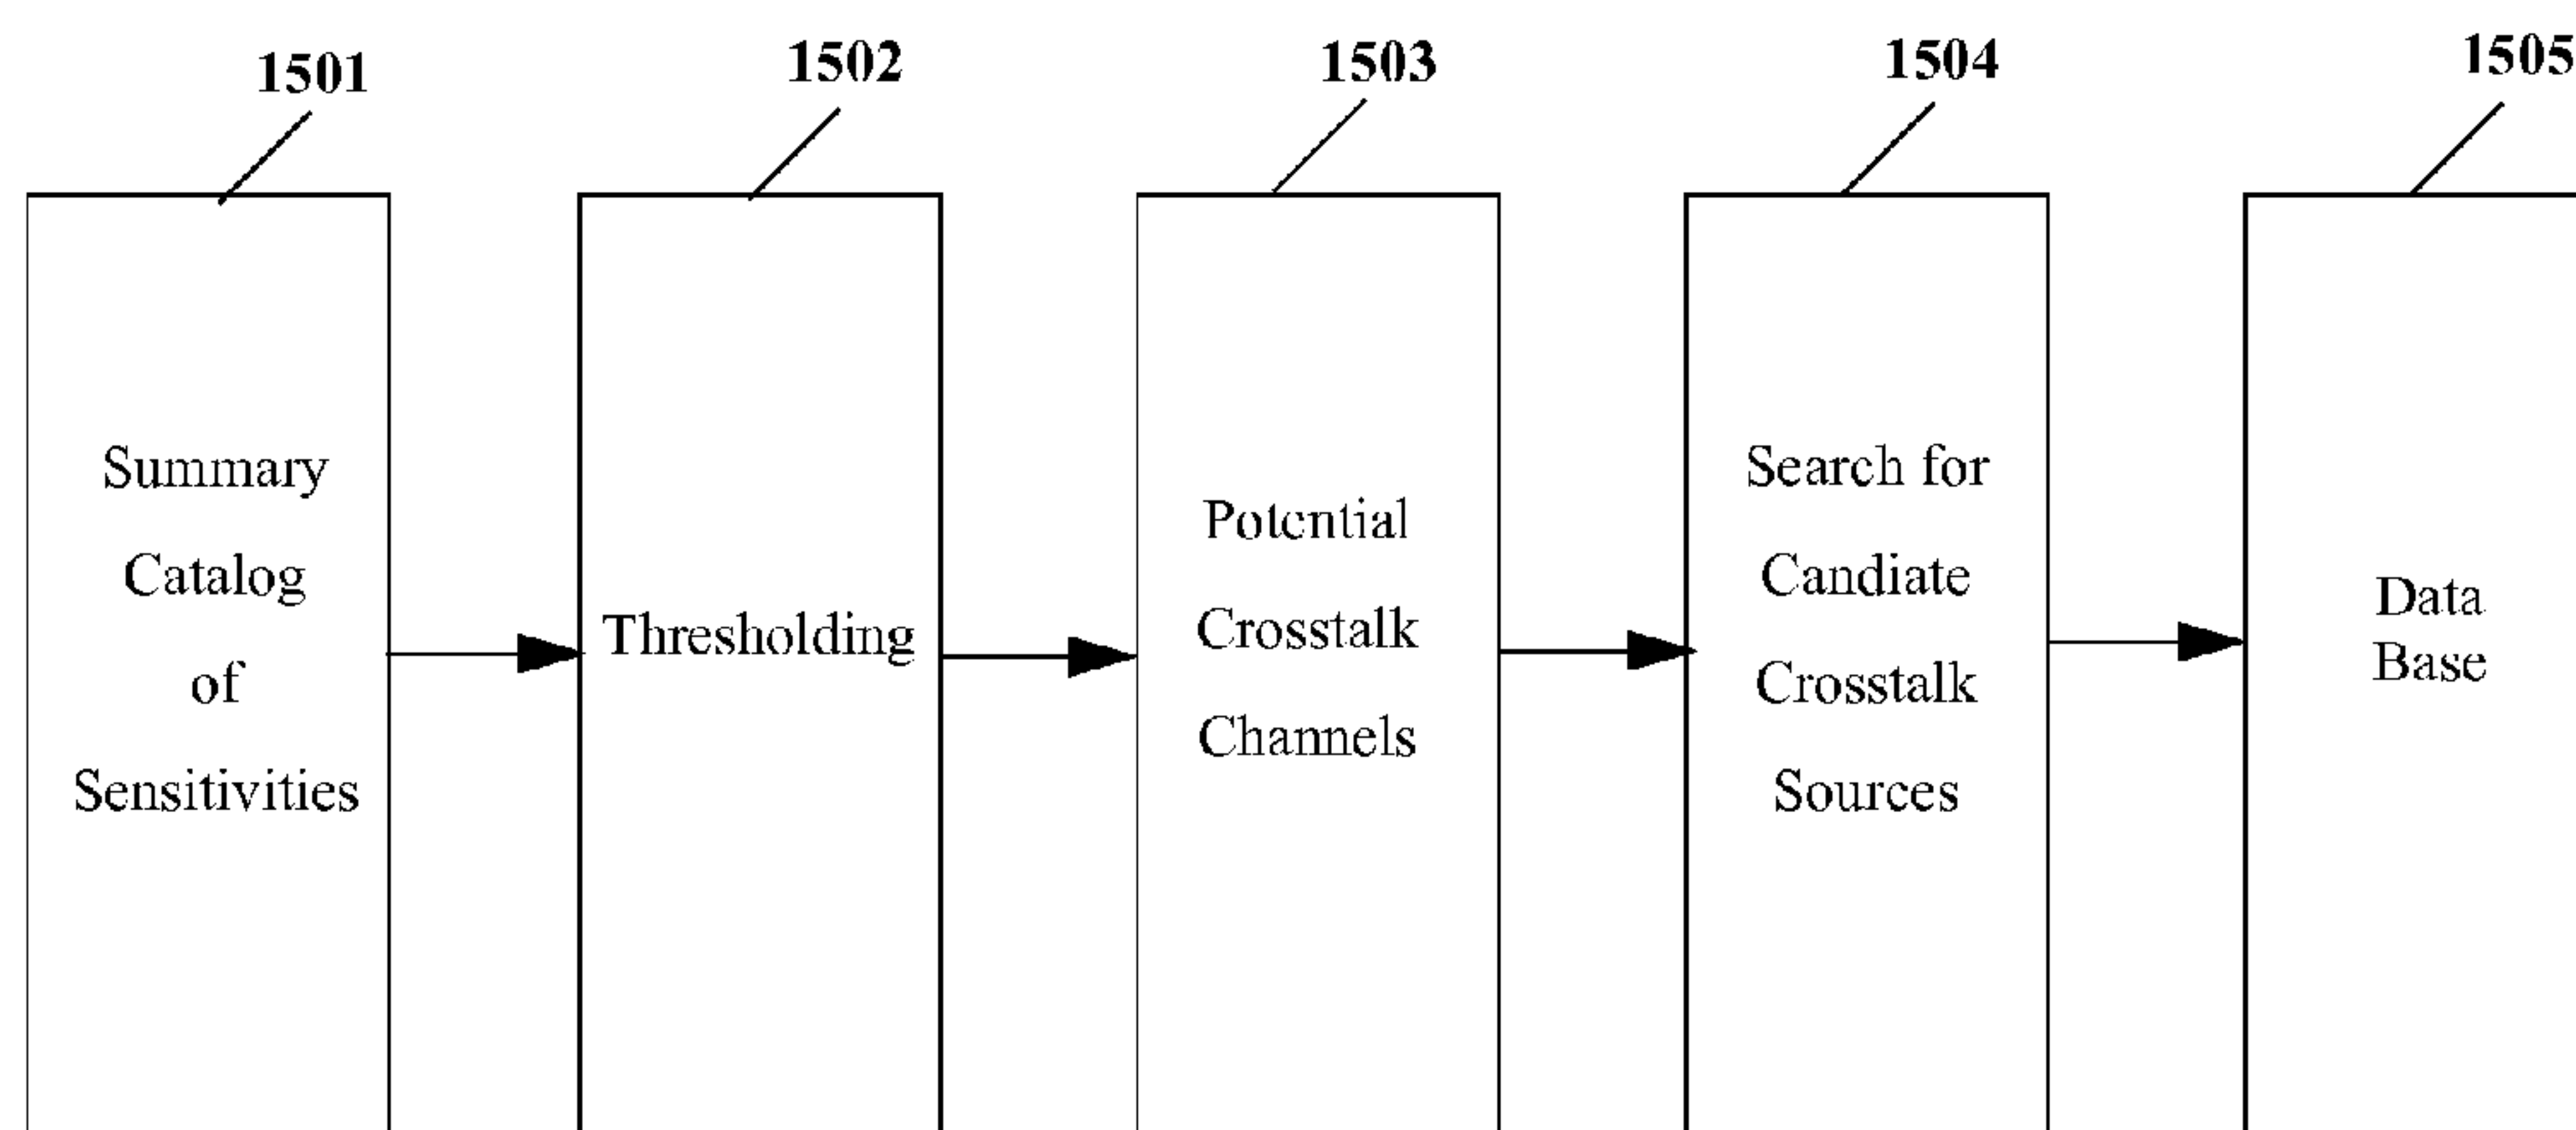 1501
1502
1503
1504
1505
Summary
Catalog
of
Sensitivities
Thresholding
Potential
Crosstalk
Channels
Search for
Candiate
Crosstalk
Sources
Data
Base